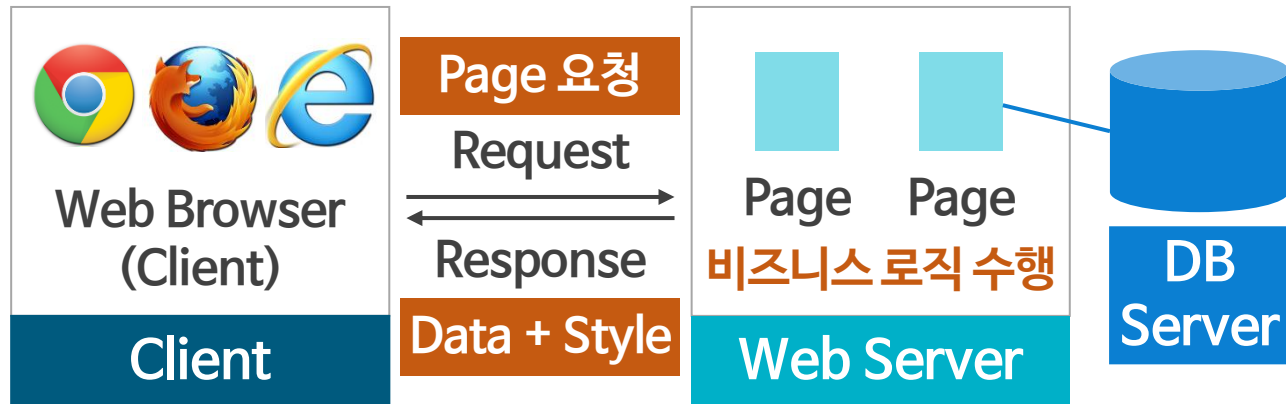 Web Browser
(Client)
Client
Page 요청
Request
Response
Data + Style
Page Page
비즈니스 로직 수행
Web Server
DB
Server